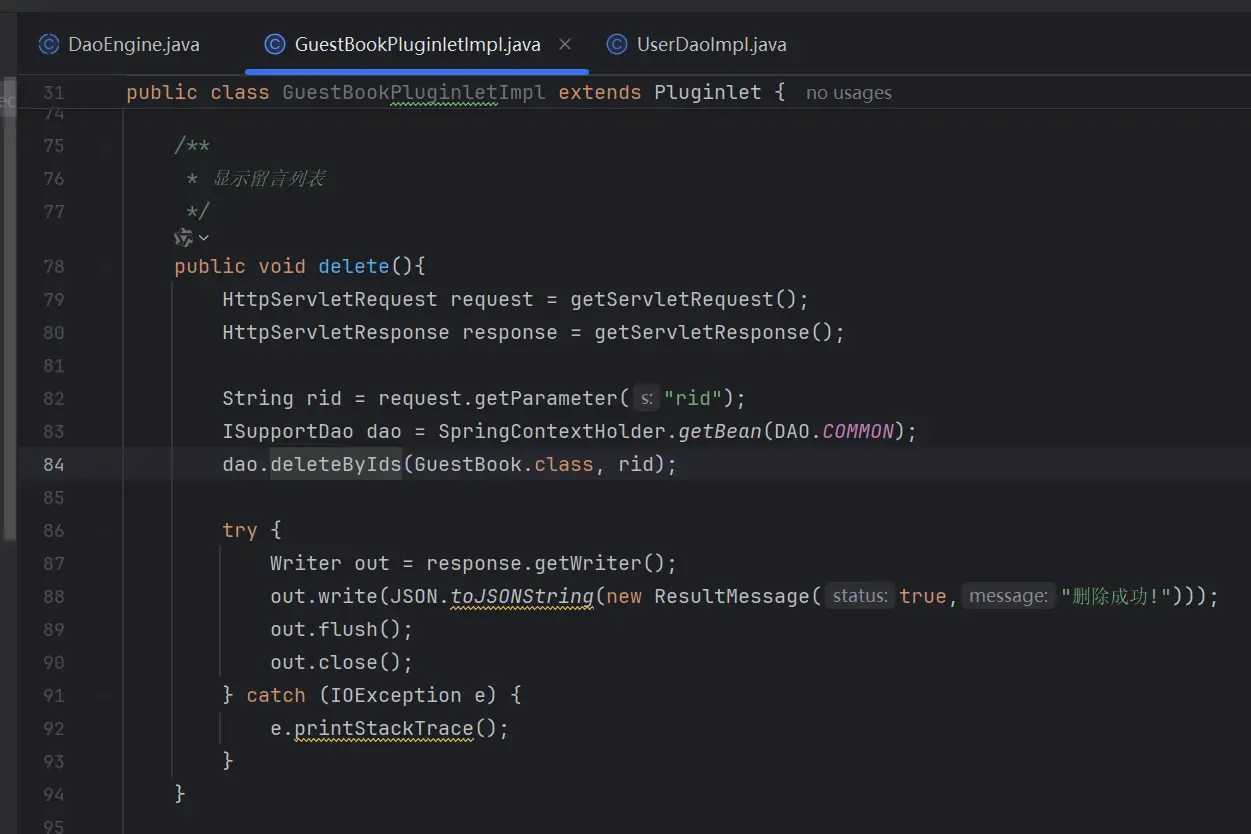 DaoEngine.java GuestBookPluginletImpl.java UserDaoImpl.java
31 public class GuestBookPluginletImpl extends Pluginlet { no usages
74
75 /**
76 * 显示留言列表
77 */
78 public void delete(){
79 HttpServletRequest request = getServletRequest();
80 HttpServletResponse response = getServletResponse();
81
82 String rid = request.getParameter( s: "rid");
83 ISupportDao dao = SpringContextHolder.getBean(DAO.COMMON);
84 dao.deleteByIds(GuestBook.class, rid);
85
86 try {
87 Writer out = response.getWriter();
88 out.write(JSON.toJSONString(new ResultMessage( status: true, message: "删除成功!")));
89 out.flush();
90 out.close();
91 } catch (IOException e) {
92 e.printStackTrace();
93 }
94 }
95